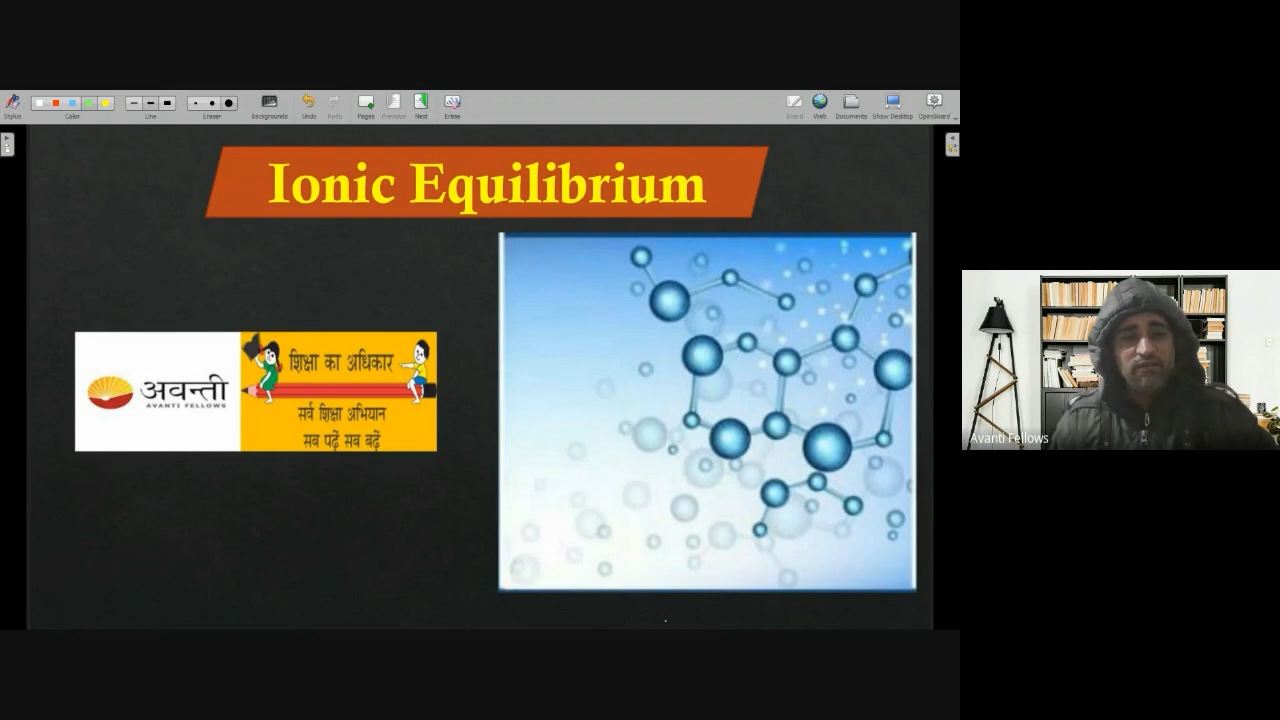 Stylus
Color
Line
Eraser
Backgrounds
Undo
Redo
Pages
Previous
Next
Erase
Board
Web
Documents
Show Desktop
OpenBoard
Ionic Equilibrium
अवन्ती
AVANTI FELLOWS
शिक्षा का अधिकार
सर्व शिक्षा अभियान
सब पढ़ें सब बढ़ें
Avanti Fellows